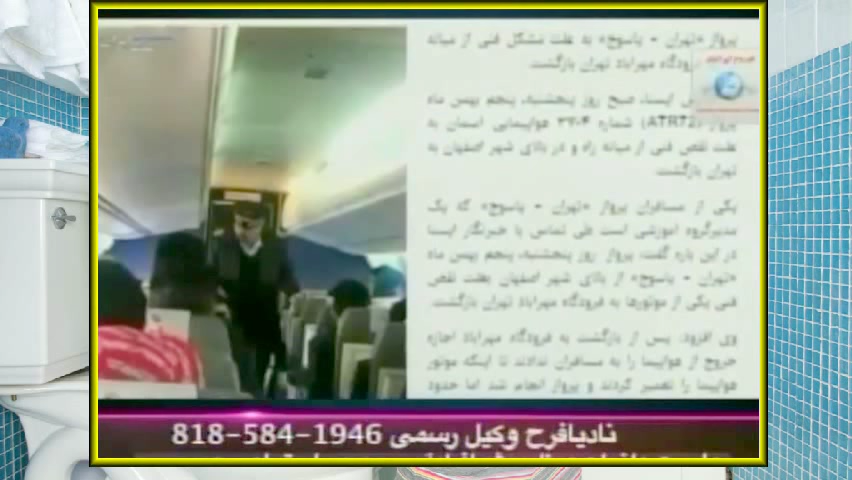 پرواز «تهران - یاسوج» به علت مشکل فنی از میانه
فرودگاه مهرآباد تهران بازگشت.
ایسنا، صبح روز پنجشنبه، پنجم بهمن ماه
پرواز (ATR72) شماره ۳۷۰۴ هواپیمایی آسمان به
علت نقص فنی از میانه راه و در بالای شهر اصفهان به
تهران بازگشت.
یکی از مسافران پرواز «تهران - یاسوج» که یک
مدیرگروه آموزشی است طی تماس با خبرنگار ایسنا
در این باره گفت: پرواز روز پنجشنبه، پنجم بهمن ماه
«تهران - یاسوج» از بالای شهر اصفهان بعلت نقص
فنی یکی از موتورها به فرودگاه مهرآباد تهران بازگشت.
وی افزود: پس از بازگشت به فرودگاه مهرآباد اجازه
خروج از هواپیما را به مسافران ندادند تا اینکه موتور
هواپیما را تعمیر کردند و پرواز انجام شد اما حدود
نادیافرح وکیل رسمی 818-584-1946